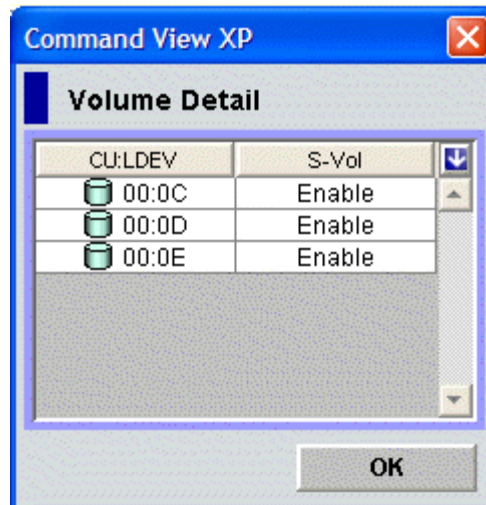 Command View XP
Volume Detail
CU:LDEV S-Vol
00:0C Enable
00:0D Enable
00:0E Enable
OK